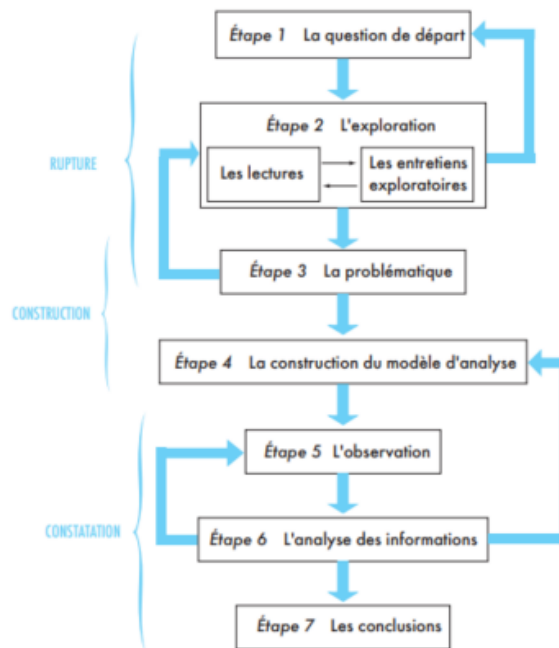 Étape 1 La question de départ
Étape 2 L'exploration
RUPTURE
Les lectures
Les entretiens
exploratoires
Étape 3 La problématique
CONSTRUCTION
Étape 4 La construction du modèle d'analyse
Étape 5 L'observation
CONSTATATION
Étape 6 L'analyse des informations
Étape 7 Les conclusions